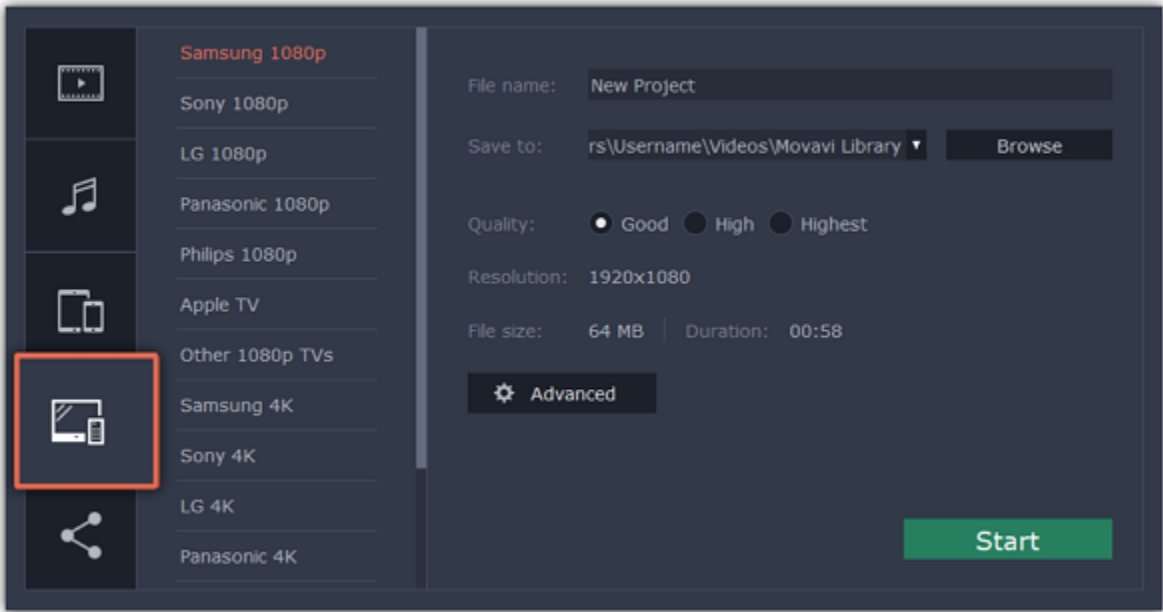 Samsung 1080p
Sony 1080p
LG 1080p
Panasonic 1080p
Philips 1080p
Apple TV
Other 1080p TVs
Samsung 4K
Sony 4K
LG 4K
Panasonic 4K
File name: New Project
Save to: rs\Username\Videos\Movavi Library Browse
Quality: Good High Highest
Resolution: 1920x1080
File size: 64 MB Duration: 00:58
Advanced
Start